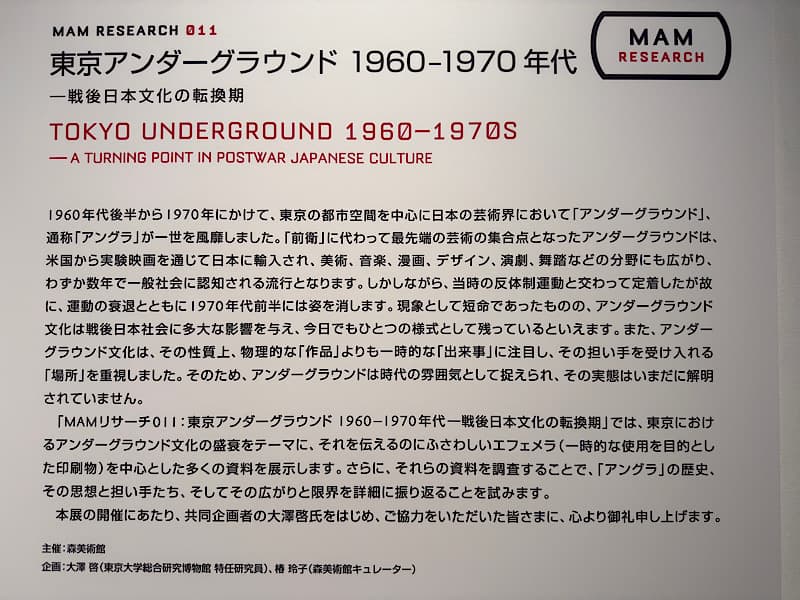 MAM RESEARCH 011
東京アンダーグラウンド 1960–1970 年代
—戦後日本文化の転換期
TOKYO UNDERGROUND 1960–1970S
— A TURNING POINT IN POSTWAR JAPANESE CULTURE
MAM
RESEARCH
1960年代後半から1970年にかけて、東京の都市空間を中心に日本の芸術界において「アンダーグラウンド」、
通称「アングラ」が一世を風靡しました。「前衛」に代わって最先端の芸術の集合点となったアンダーグラウンドは、
米国から実験映画を通じて日本に輸入され、美術、音楽、漫画、デザイン、演劇、舞踏などの分野にも広がり、
わずか数年で一般社会に認知される流行となります。しかしながら、当時の反体制運動と交わって定着したが故
に、運動の衰退とともに1970年代前半には姿を消します。現象として短命であったものの、アンダーグラウンド
文化は戦後日本社会に多大な影響を与え、今日でもひとつの様式として残っているといえます。また、アンダー
グラウンド文化は、その性質上、物理的な「作品」よりも一時的な「出来事」に注目し、その担い手を受け入れる
「場所」を重視しました。そのため、アンダーグラウンドは時代の雰囲気として捉えられ、その実態はいまだに解明
されていません。
「MAMリサーチ011：東京アンダーグラウンド 1960–1970年代—戦後日本文化の転換期」では、東京におけ
るアンダーグラウンド文化の盛衰をテーマに、それを伝えるのにふさわしいエフェメラ（一時的な使用を目的とし
た印刷物）を中心とした多くの資料を展示します。さらに、それらの資料を調査することで、「アングラ」の歴史、
その思想と担い手たち、そしてその広がりと限界を詳細に振り返ることを試みます。
本展の開催にあたり、共同企画者の大澤啓氏をはじめ、ご協力をいただいた皆さまに、心より御礼申し上げます。
主催：森美術館
企画：大澤 啓（東京大学総合研究博物館 特任研究員）、椿 玲子（森美術館キュレーター）